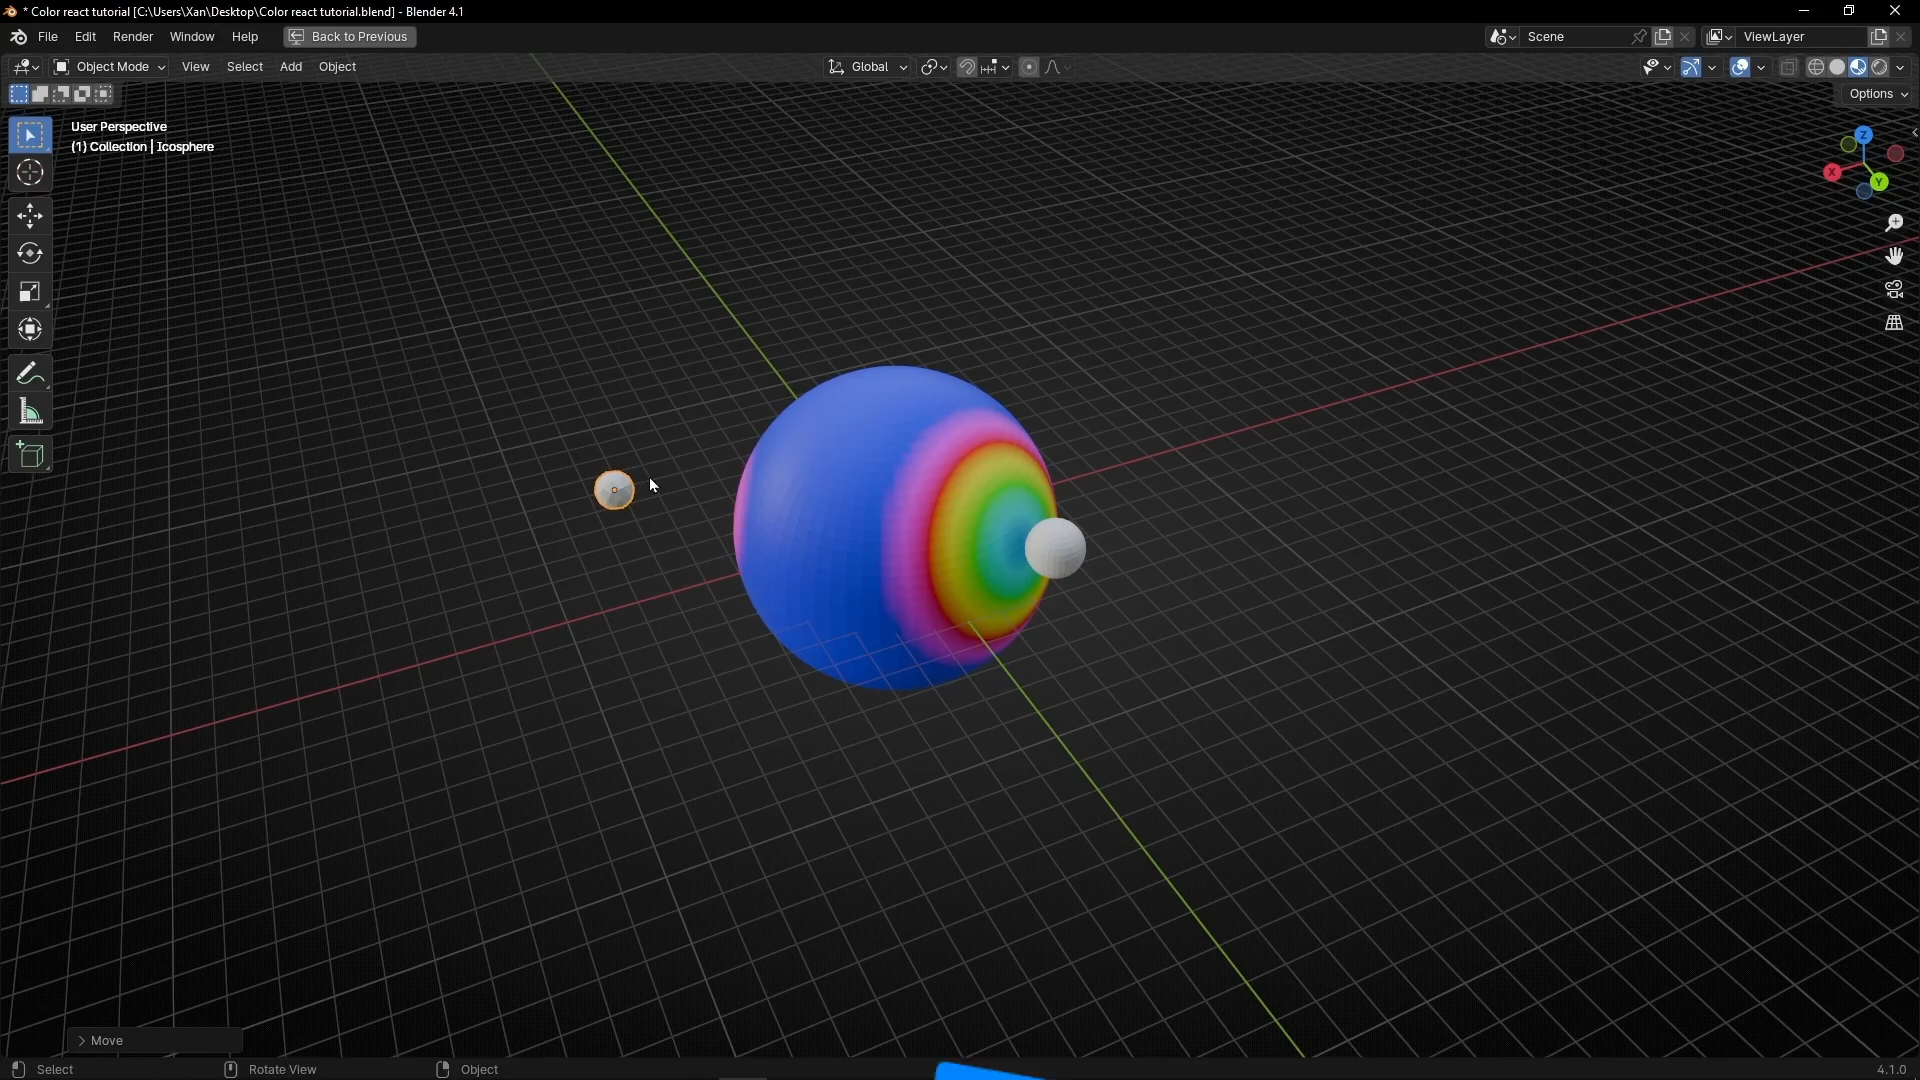 * Color react tutorial [C:\Users\Xan\Desktop\Color react tutorial.blend] - Blender 4.1
File Edit Render Window Help Back to Previous Scene ViewLayer
Object Mode View Select Add Object Global
Options
User Perspective
(1) Collection | Icosphere
Z
X
Y
> Move
Select Rotate View Object 4.1.0